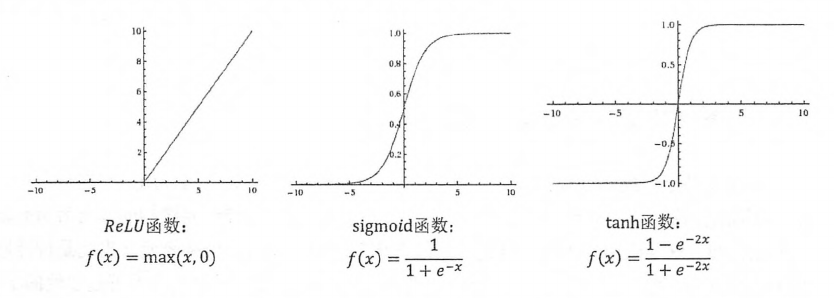 10
8
6
4
2
-10 -5 5 10
ReLU函数:
f(x) = max(x, 0)
1.0
0.8
0.6
0.4
0.2
-10 -5 5 10
sigmoid函数:
f(x) = \frac{1}{1 + e^{-x}}
1.0
0.5
-10 -5 5 10
-0.5
-1.0
tanh函数:
f(x) = \frac{1 - e^{-2x}}{1 + e^{-2x}}